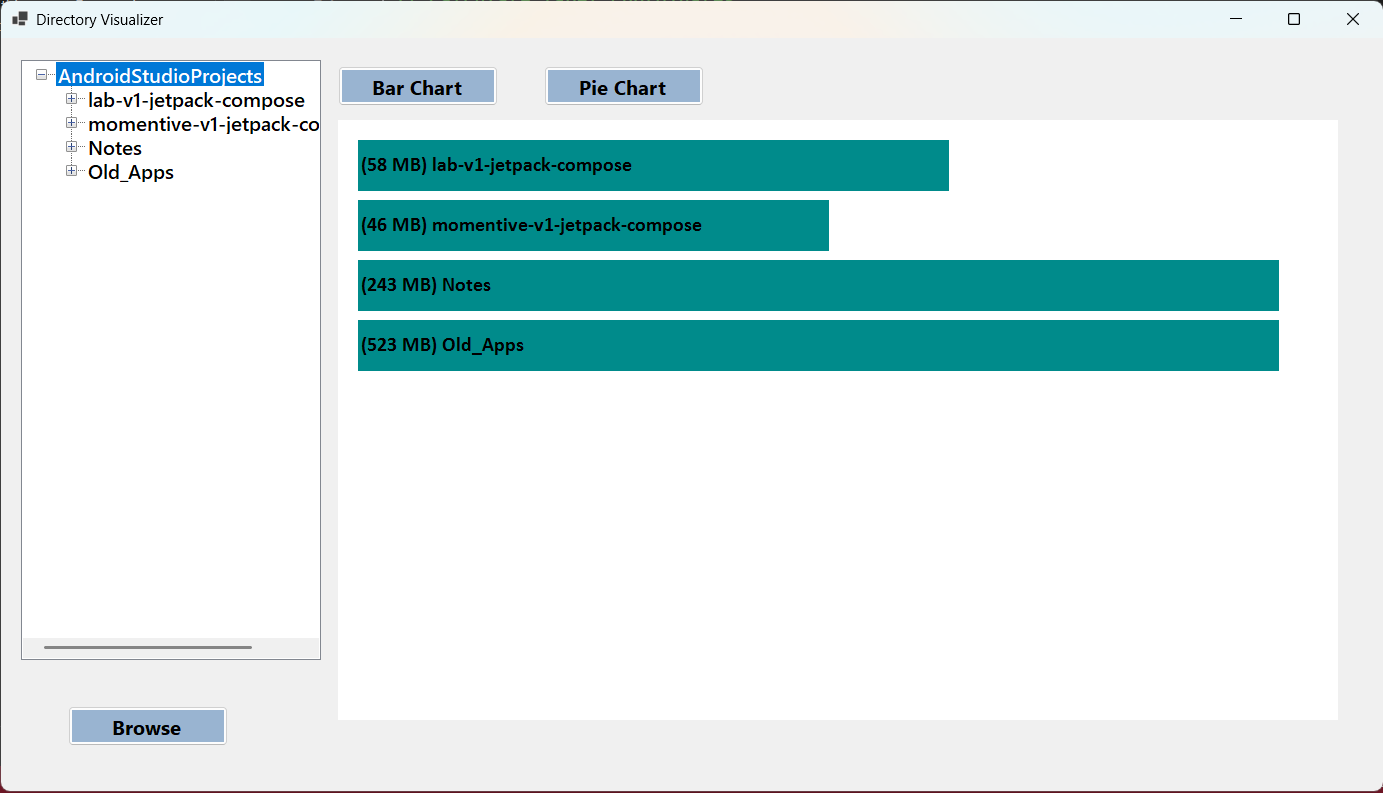 Directory Visualizer
AndroidStudioProjects
lab-v1-jetpack-compose
momentive-v1-jetpack-co
Notes
Old_Apps
Browse
Bar Chart
Pie Chart
(58 MB) lab-v1-jetpack-compose
(46 MB) momentive-v1-jetpack-compose
(243 MB) Notes
(523 MB) Old_Apps